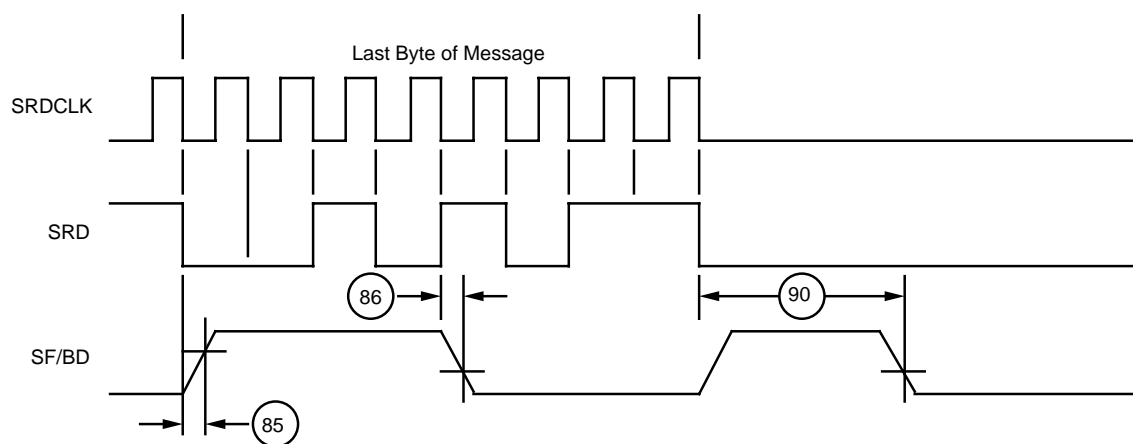 Last Byte of Message
SRDCLK
SRD
86
90
SF/BD
85